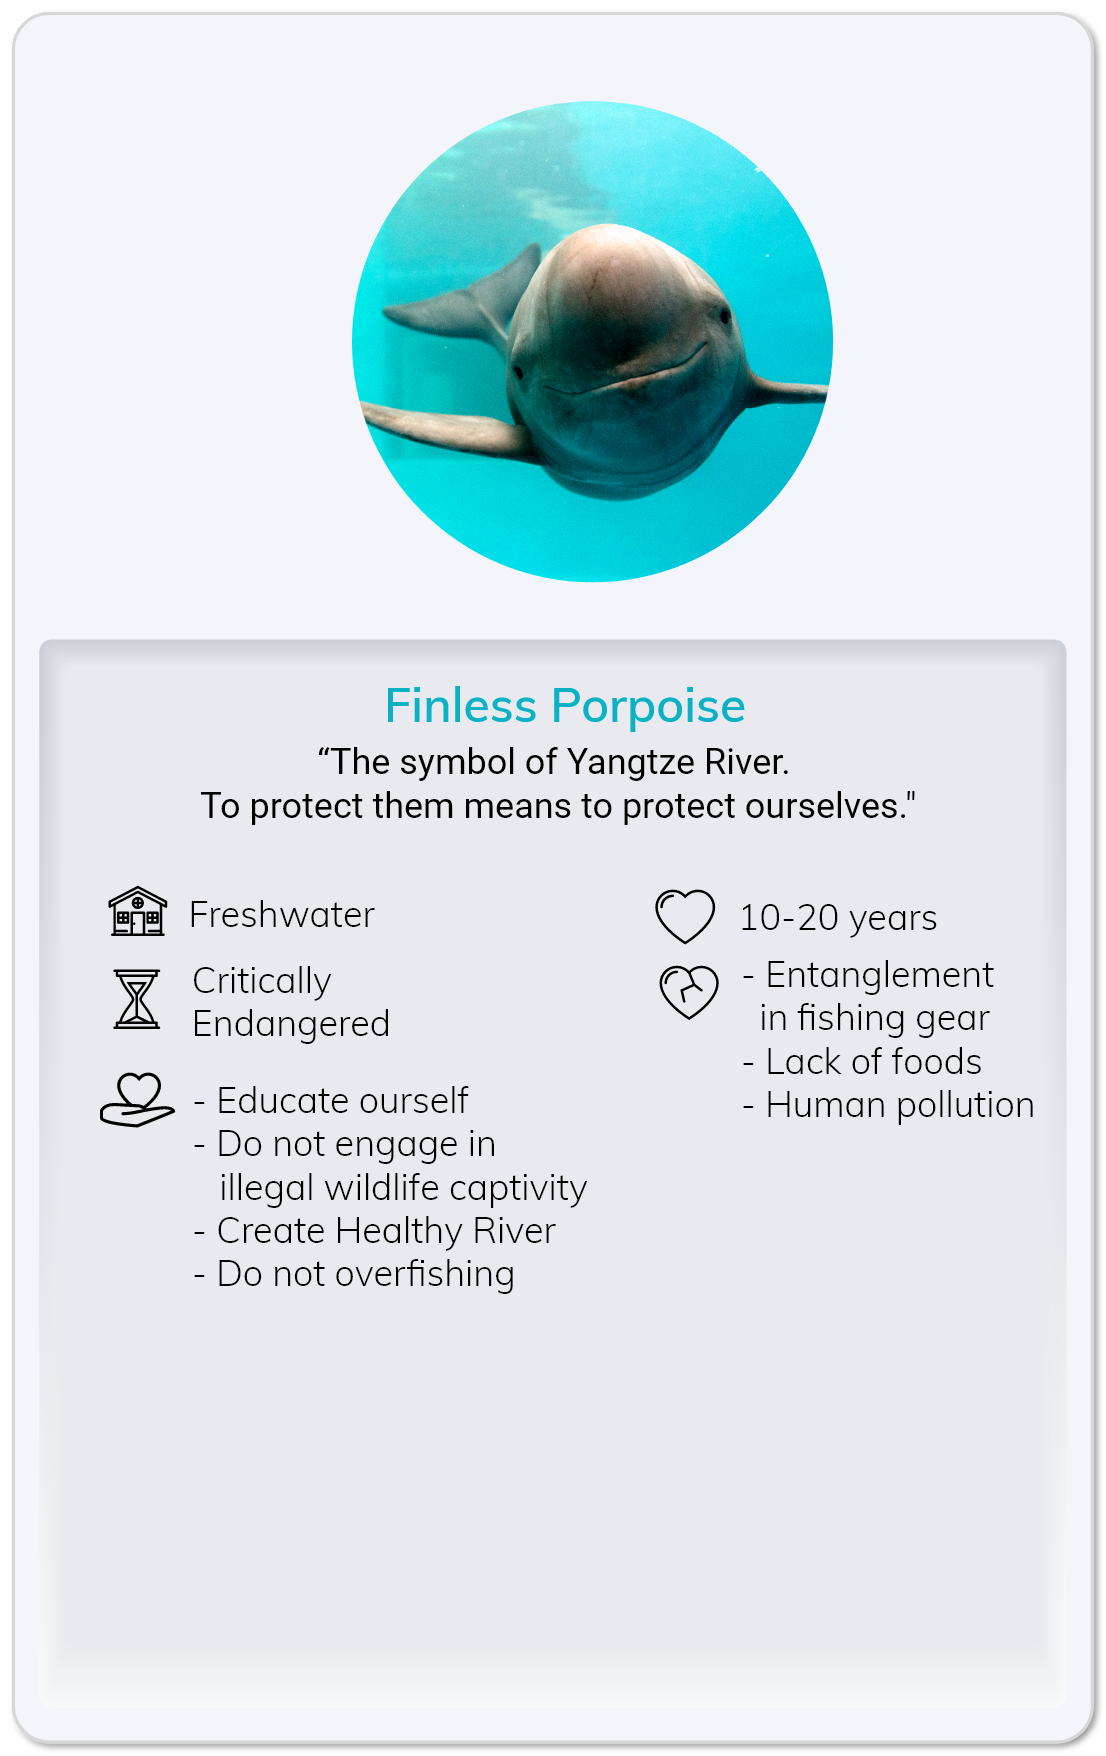 Finless Porpoise
“The symbol of Yangtze River.
To protect them means to protect ourselves."
Freshwater
Critically
Endangered
- Educate ourself
- Do not engage in
illegal wildlife captivity
- Create Healthy River
- Do not overfishing
10-20 years
- Entanglement
in fishing gear
- Lack of foods
- Human pollution